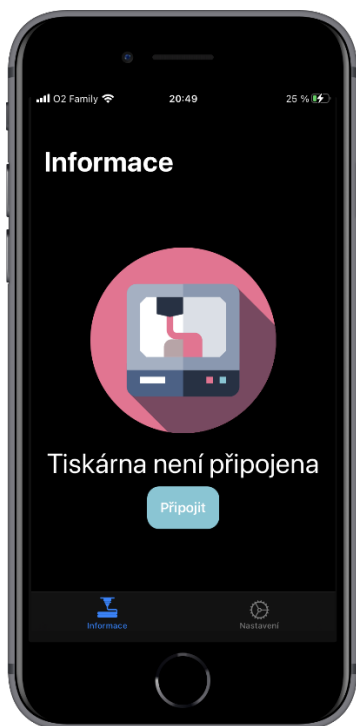 O2 Family 20:49 25 %
Informace
Tiskárna není připojena
Připojit
Informace Nastavení